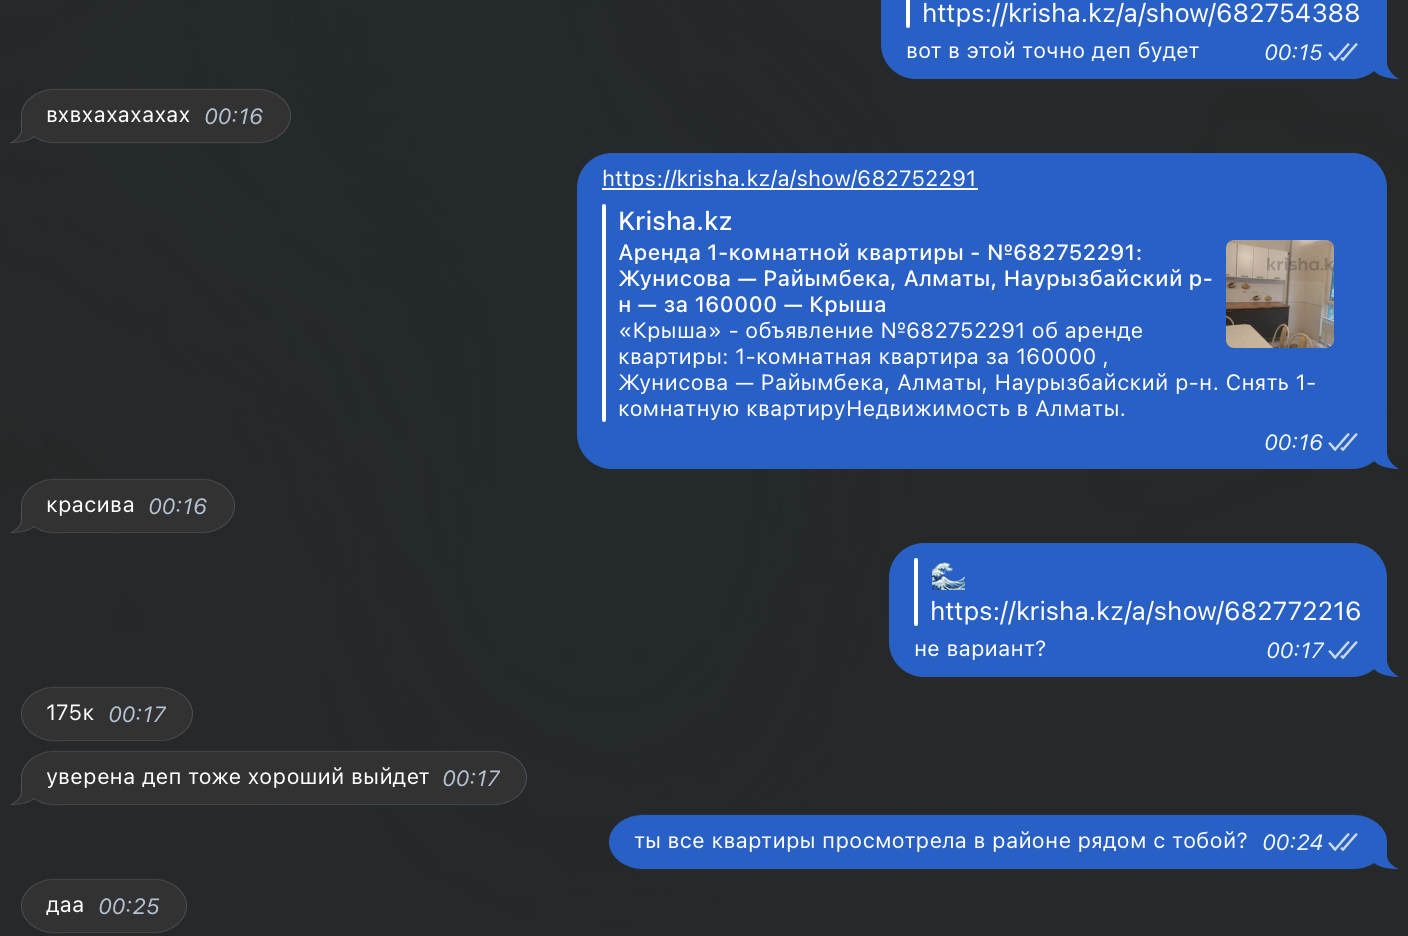 https://krisha.kz/a/show/682754388
вот в этой точно деп будет 00:15
вхвхахахахах 00:16
https://krisha.kz/a/show/682752291
Krisha.kz
Аренда 1-комнатной квартиры - №682752291:
Жунисова — Райымбека, Алматы, Наурызбайский р-
н — за 160000 — Крыша
krisha.k
«Крыша» - объявление №682752291 об аренде
квартиры: 1-комнатная квартира за 160000 ,
Жунисова — Райымбека, Алматы, Наурызбайский р-н. Снять 1-
комнатную квартируНедвижимость в Алматы.
00:16
красива 00:16
https://krisha.kz/a/show/682772216
не вариант? 00:17
175к 00:17
уверена деп тоже хороший выйдет 00:17
ты все квартиры просмотрела в районе рядом с тобой? 00:24
даа 00:25